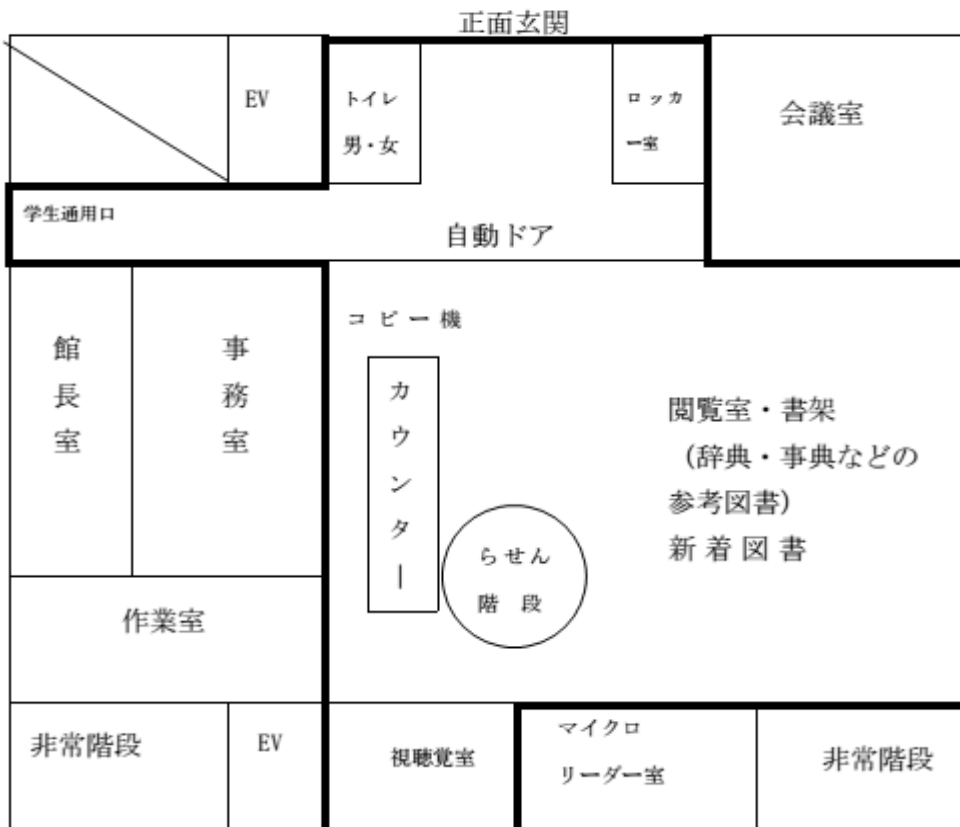 正面玄関
EV
トイレ
男・女
ロッカ
ー室
会議室
学生通用口
自動ドア
コピー機
館長室
事務室
カウンター
閲覧室・書架
(辞典・事典などの
参考図書)
新着図書
らせん
階段
作業室
非常階段
EV
視聴覚室
マイクロ
リーダー室
非常階段